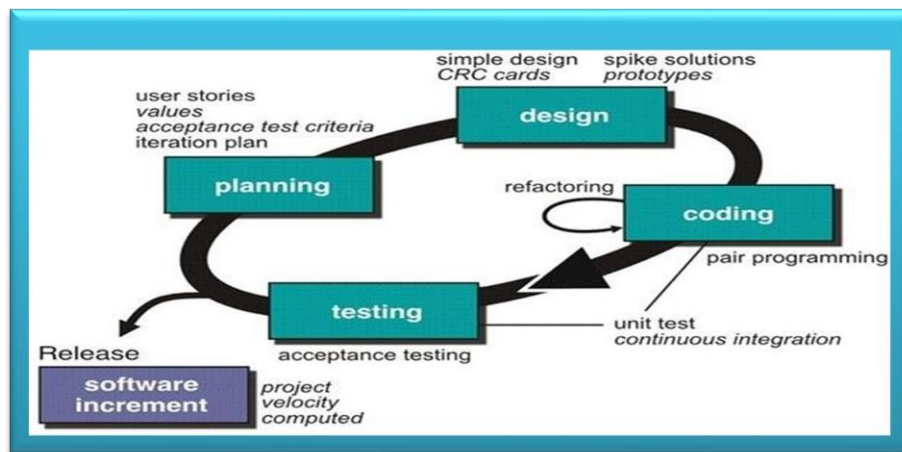 simple design
CRC cards
spike solutions
prototypes
user stories
values
acceptance test criteria
iteration plan
design
planning
refactoring
coding
pair programming
testing
acceptance testing
unit test
continuous integration
Release
software
increment
project
velocity
computed